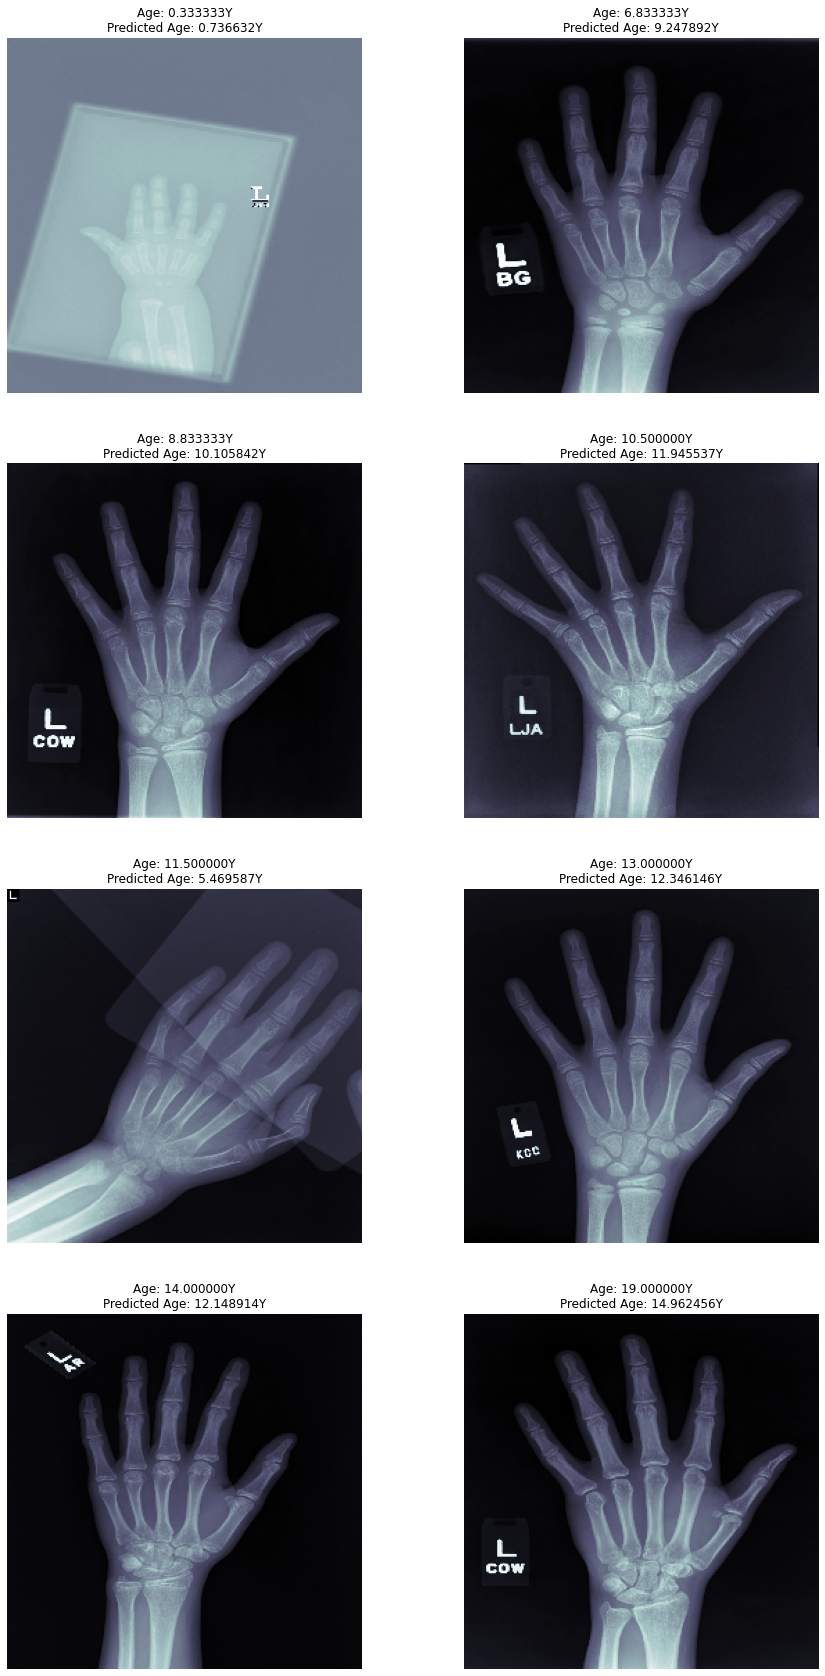 Age: 0.333333Y
Predicted Age: 0.736632Y
Age: 6.833333Y
Predicted Age: 9.247892Y
L
L
BG
Age: 8.833333Y
Predicted Age: 10.105842Y
Age: 10.500000Y
Predicted Age: 11.945537Y
L
COW
L
LJA
Age: 11.500000Y
Predicted Age: 5.469587Y
Age: 13.000000Y
Predicted Age: 12.346146Y
L
L
KCC
Age: 14.000000Y
Predicted Age: 12.148914Y
Age: 19.000000Y
Predicted Age: 14.962456Y
L
AR
L
COW